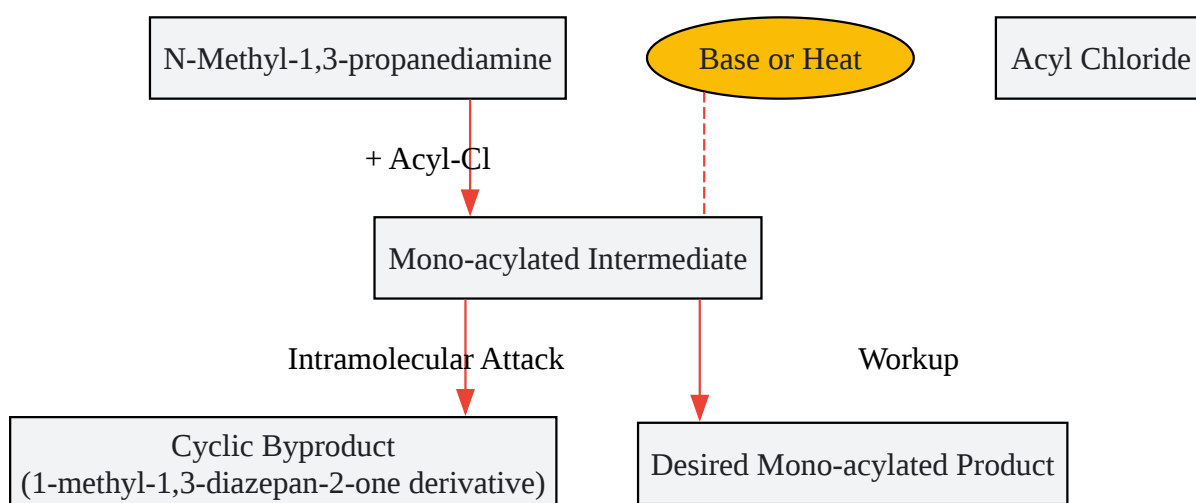 N-Methyl-1,3-propanediamine
Base or Heat
Acyl Chloride
+ Acyl-Cl
Mono-acylated Intermediate
Intramolecular Attack
Workup
Cyclic Byproduct
(1-methyl-1,3-diazepan-2-one derivative)
Desired Mono-acylated Product